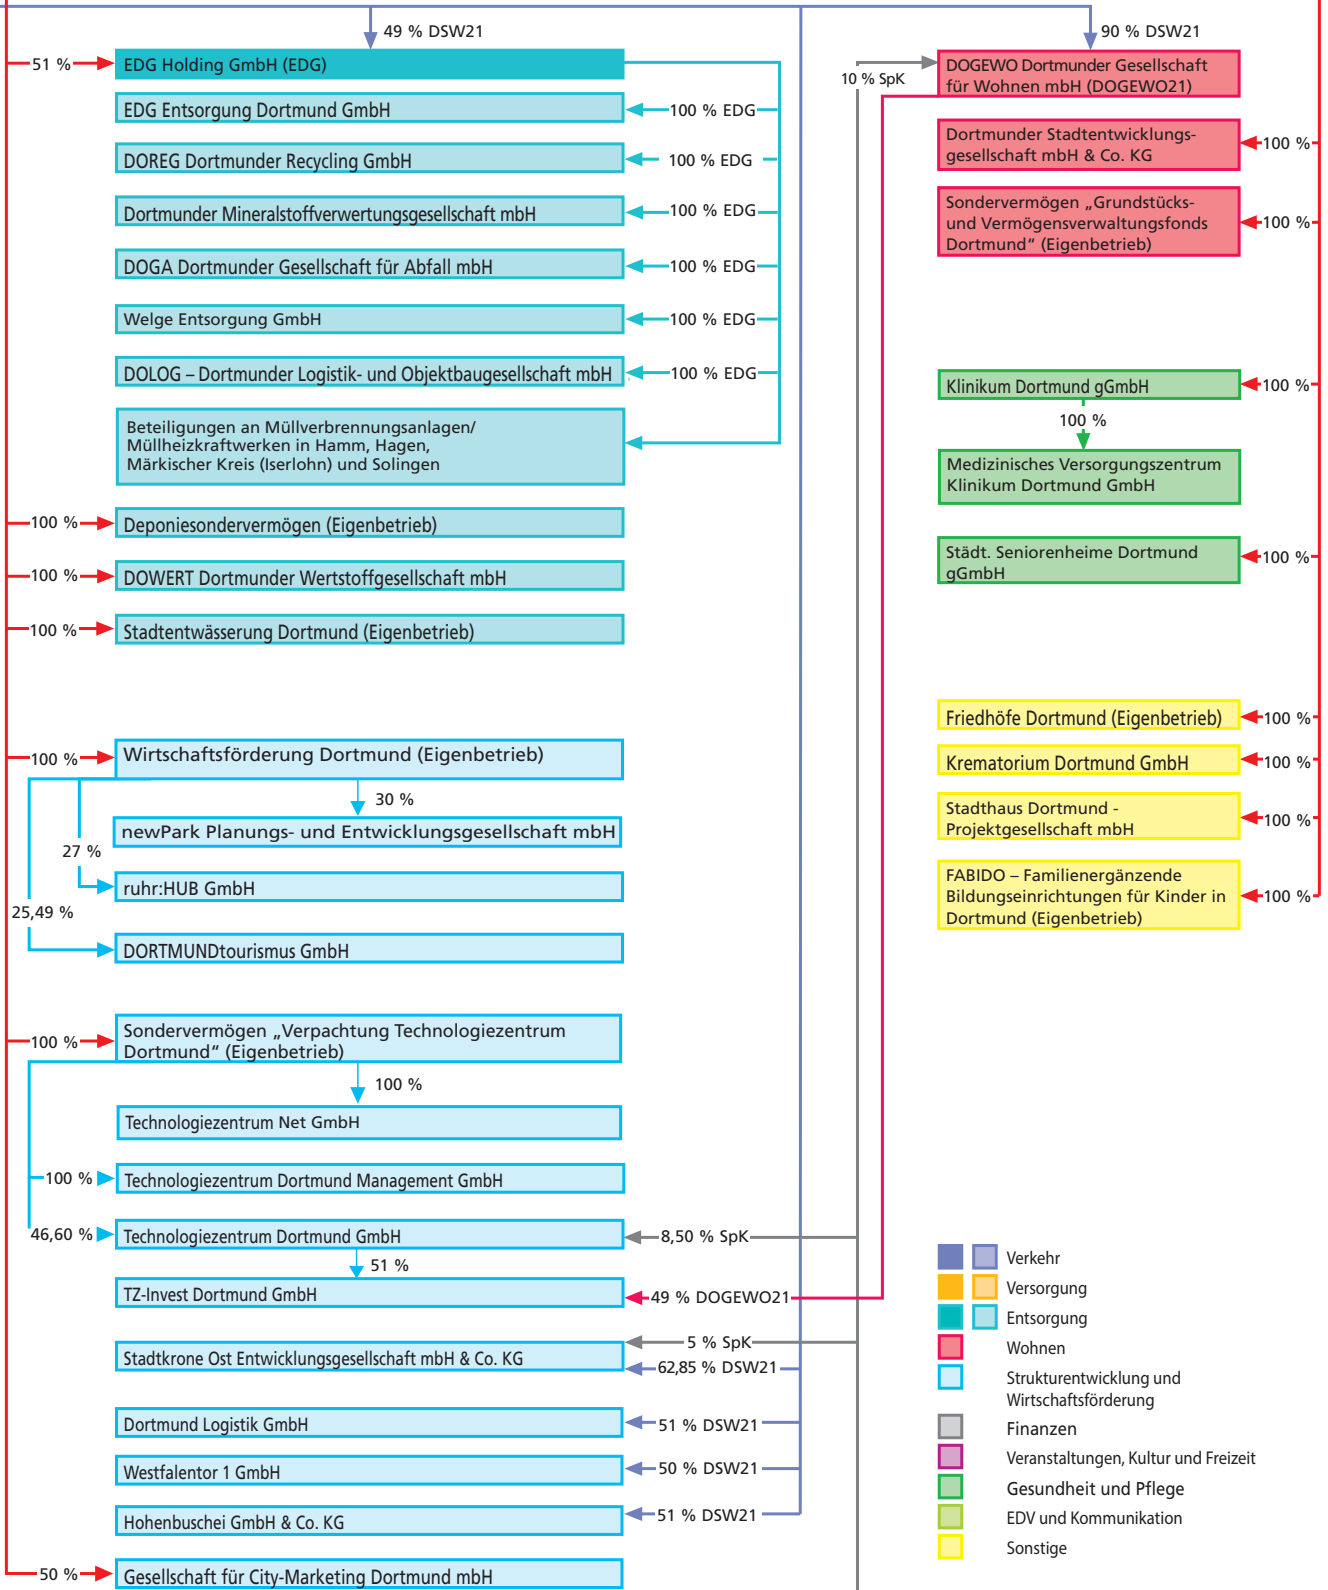 49 % DSW21
51 %
EDG Holding GmbH (EDG)
EDG Entsorgung Dortmund GmbH
100 % EDG
DOREG Dortmunder Recycling GmbH
100 % EDG
Dortmunder Mineralstoffverwertungsgesellschaft mbH
100 % EDG
DOGA Dortmunder Gesellschaft für Abfall mbH
100 % EDG
Welge Entsorgung GmbH
100 % EDG
DOLOG – Dortmunder Logistik- und Objektbaugesellschaft mbH
100 % EDG
Beteiligungen an Müllverbrennungsanlagen/
Müllheizkraftwerken in Hamm, Hagen,
Märkischer Kreis (Iserlohn) und Solingen
100 %
Deponiesondervermögen (Eigenbetrieb)
100 %
DOWERT Dortmunder Wertstoffgesellschaft mbH
100 %
Stadtentwässerung Dortmund (Eigenbetrieb)
100 %
Wirtschaftsförderung Dortmund (Eigenbetrieb)
30 %
newPark Planungs- und Entwicklungsgesellschaft mbH
27 %
ruhr:HUB GmbH
25,49 %
DORTMUNDtourismus GmbH
100 %
Sondervermögen „Verpachtung Technologiezentrum
Dortmund“ (Eigenbetrieb)
100 %
Technologiezentrum Net GmbH
100 %
Technologiezentrum Dortmund Management GmbH
46,60 %
Technologiezentrum Dortmund GmbH
8,50 % SpK
51 %
TZ-Invest Dortmund GmbH
49 % DOGEWO21
5 % SpK
Stadtkrone Ost Entwicklungsgesellschaft mbH & Co. KG
62,85 % DSW21
Dortmund Logistik GmbH
51 % DSW21
Westfalentor 1 GmbH
50 % DSW21
Hohenbuschei GmbH & Co. KG
51 % DSW21
50 %
Gesellschaft für City-Marketing Dortmund mbH
90 % DSW21
10 % SpK
DOGEWO Dortmunder Gesellschaft
für Wohnen mbH (DOGEWO21)
Dortmunder Stadtentwicklungs-
gesellschaft mbH & Co. KG
100 %
Sondervermögen „Grundstücks-
und Vermögensverwaltungsfonds
Dortmund“ (Eigenbetrieb)
100 %
Klinikum Dortmund gGmbH
100 %
100 %
Medizinisches Versorgungszentrum
Klinikum Dortmund GmbH
Städt. Seniorenheime Dortmund
gGmbH
100 %
Friedhöfe Dortmund (Eigenbetrieb)
100 %
Krematorium Dortmund GmbH
100 %
Stadthaus Dortmund -
Projektgesellschaft mbH
100 %
FABIDO – Familienergänzende
Bildungseinrichtungen für Kinder in
Dortmund (Eigenbetrieb)
100 %
Verkehr
Versorgung
Entsorgung
Wohnen
Strukturentwicklung und
Wirtschaftsförderung
Finanzen
Veranstaltungen, Kultur und Freizeit
Gesundheit und Pflege
EDV und Kommunikation
Sonstige